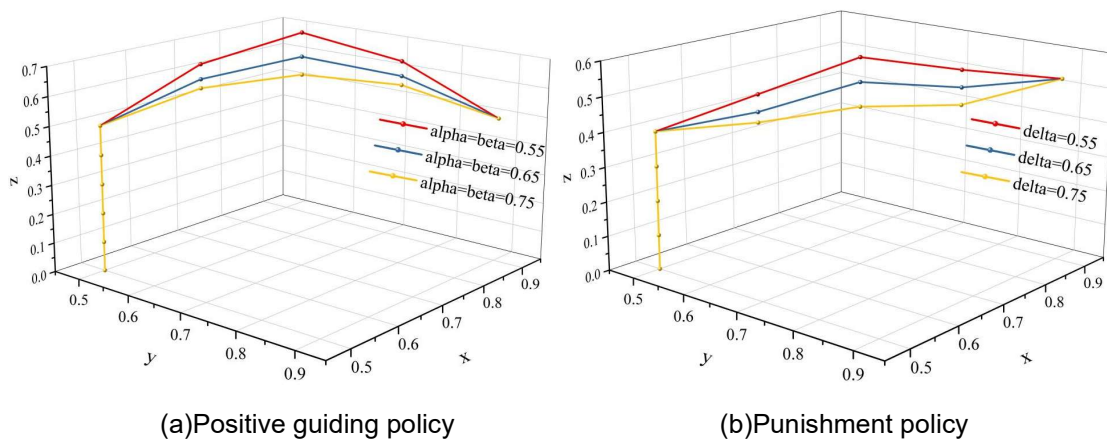 0.7
0.6
0.5
0.4
0.3
0.2
0.1
0.0
z
0.5
0.6
0.7
0.8
0.9
y
0.5
0.6
0.7
0.8
0.9
x
alpha=beta=0.55
alpha=beta=0.65
alpha=beta=0.75
(a)Positive guiding policy
0.6
0.5
0.4
0.3
0.2
0.1
0.0
z
0.5
0.6
0.7
0.8
0.9
y
0.5
0.6
0.7
0.8
0.9
x
delta=0.55
delta=0.65
delta=0.75
(b)Punishment policy